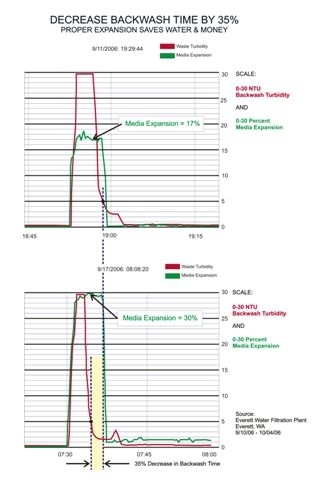 DECREASE BACKWASH TIME BY 35%
PROPER EXPANSION SAVES WATER & MONEY
9/11/2006: 19:29:44
Waste Turbidity
Media Expansion
SCALE:
0-30 NTU
Backwash Turbidity
AND
0-30 Percent
Media Expansion
30
25
20
15
10
5
0
Media Expansion = 17%
18:45
19:00
19:15
9/17/2006: 08:08:20
Waste Turbidity
Media Expansion
SCALE:
0-30 NTU
Backwash Turbidity
AND
0-30 Percent
Media Expansion
30
25
20
15
10
5
0
Media Expansion = 30%
Source:
Everett Water Filtration Plant
Everett, WA
9/10/06 - 10/04/06
07:30
07:45
08:00
35% Decrease in Backwash Time